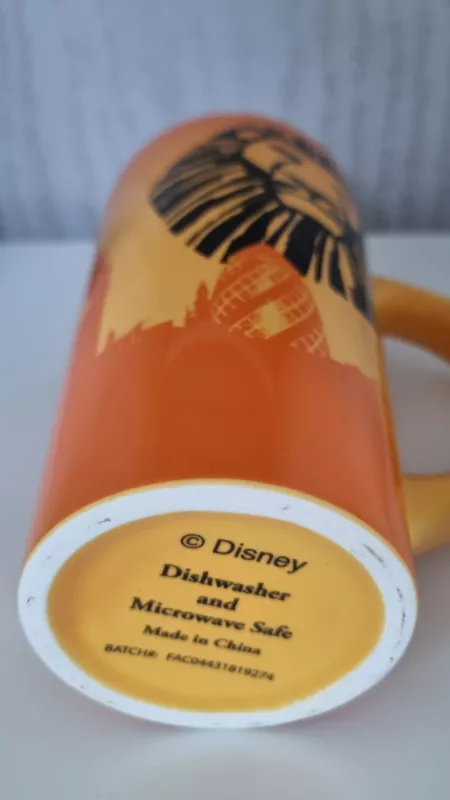 © Disney
Dishwasher
and
Microwave Safe
Made in China
BATCH#: FAC04431819274